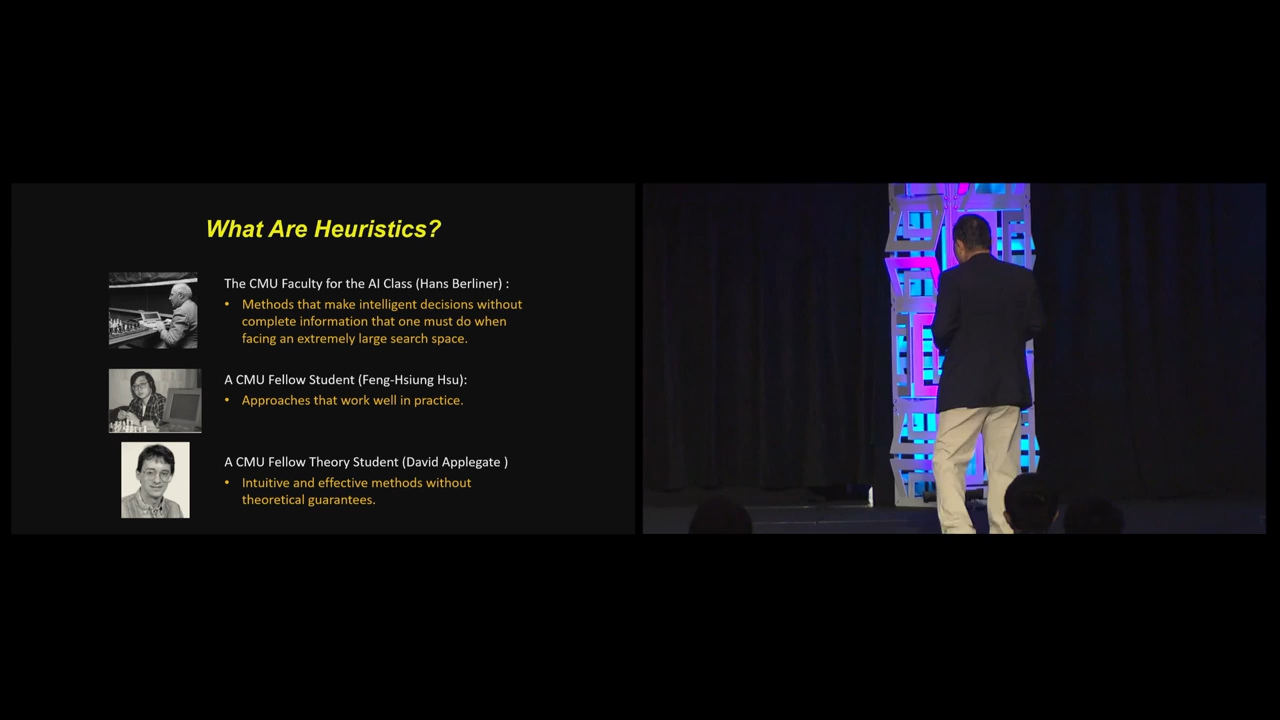 What Are Heuristics?
The CMU Faculty for the AI Class (Hans Berliner) :
• Methods that make intelligent decisions without
complete information that one must do when
facing an extremely large search space.
A CMU Fellow Student (Feng-Hsiung Hsu):
• Approaches that work well in practice.
A CMU Fellow Theory Student (David Applegate )
• Intuitive and effective methods without
theoretical guarantees.